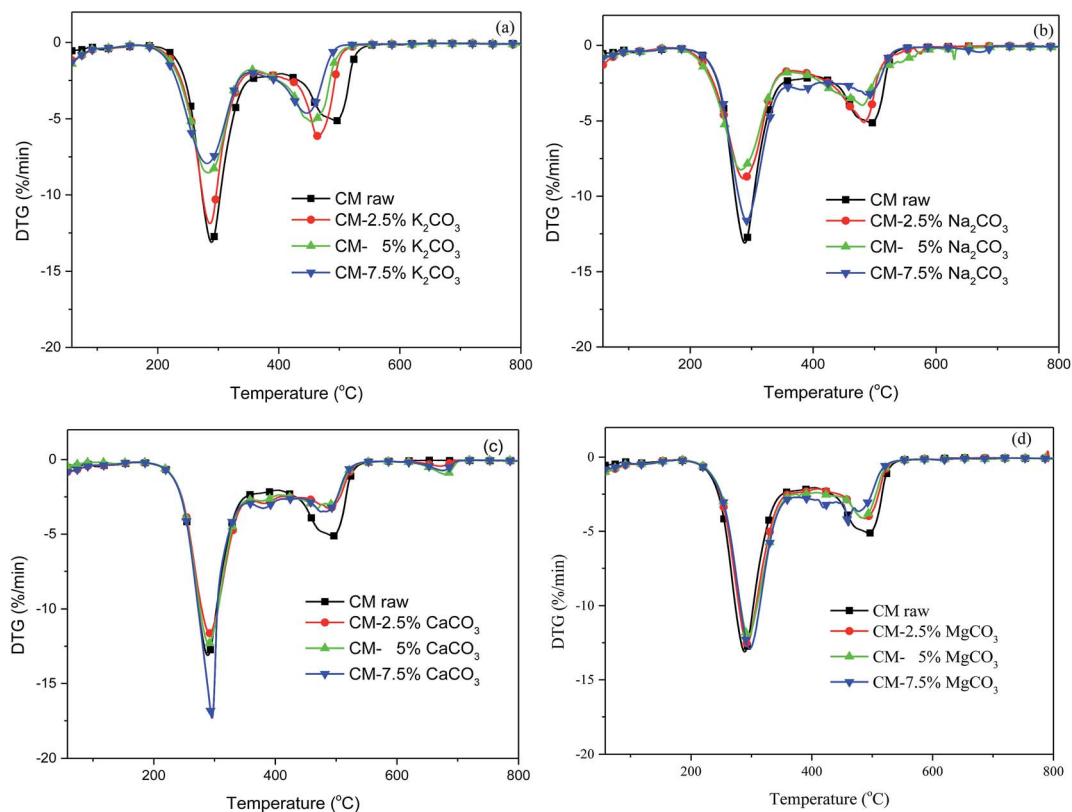 (a)
0
-5
-10
-15
-20
DTG (%/min)
CM raw
CM-2.5% K₂CO₃
CM- 5% K₂CO₃
CM-7.5% K₂CO₃
200 400 600 800
Temperature (°C)
(b)
0
-5
-10
-15
-20
DTG (%/min)
CM raw
CM-2.5% Na₂CO₃
CM- 5% Na₂CO₃
CM-7.5% Na₂CO₃
200 400 600 800
Temperature (°C)
(c)
0
-5
-10
-15
-20
DTG (%/min)
CM raw
CM-2.5% CaCO₃
CM- 5% CaCO₃
CM-7.5% CaCO₃
200 400 600 800
Temperature (°C)
(d)
0
-5
-10
-15
-20
DTG (%/min)
CM raw
CM-2.5% MgCO₃
CM- 5% MgCO₃
CM-7.5% MgCO₃
200 400 600 800
Temperature (°C)